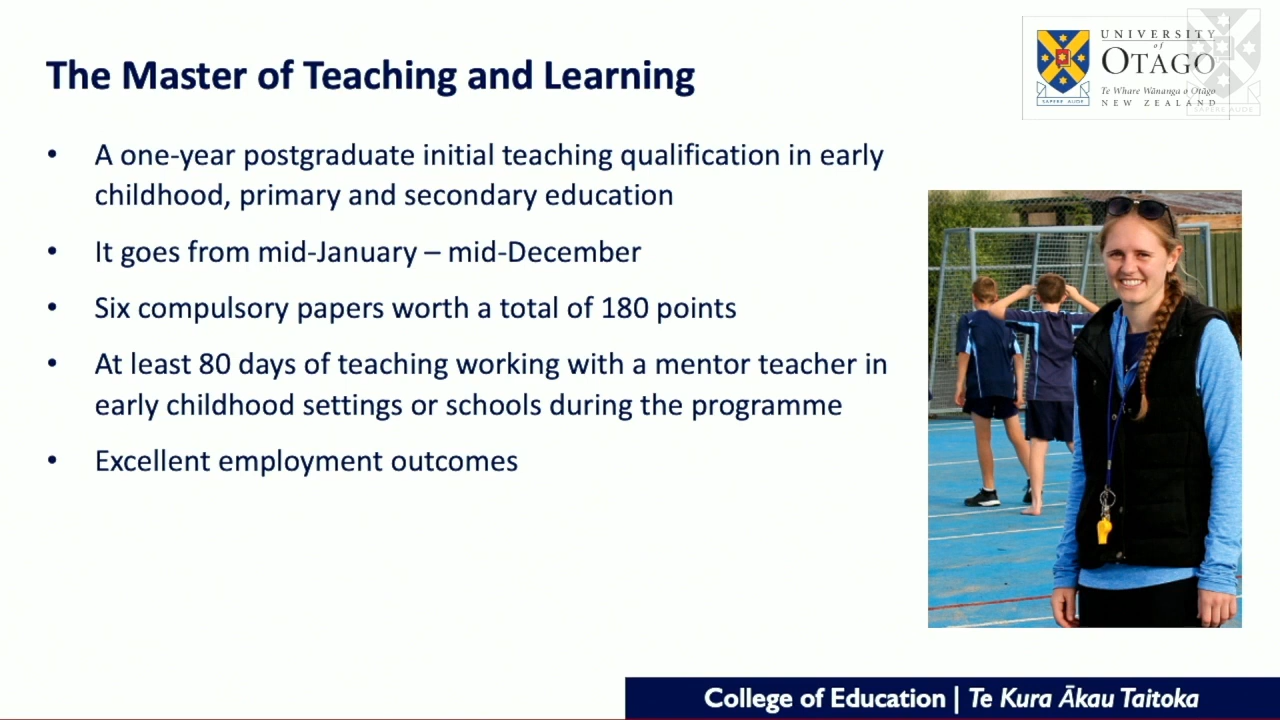 The Master of Teaching and Learning
UNIVERSITY
of
OTAGO
Te Whare Wānanga o Otāgo
NEW ZEALAND
SAPERE AUDE
SAPERE AUDE
• A one-year postgraduate initial teaching qualification in early
childhood, primary and secondary education
• It goes from mid-January – mid-December
• Six compulsory papers worth a total of 180 points
• At least 80 days of teaching working with a mentor teacher in
early childhood settings or schools during the programme
• Excellent employment outcomes
College of Education | Te Kura Ākau Taitoka